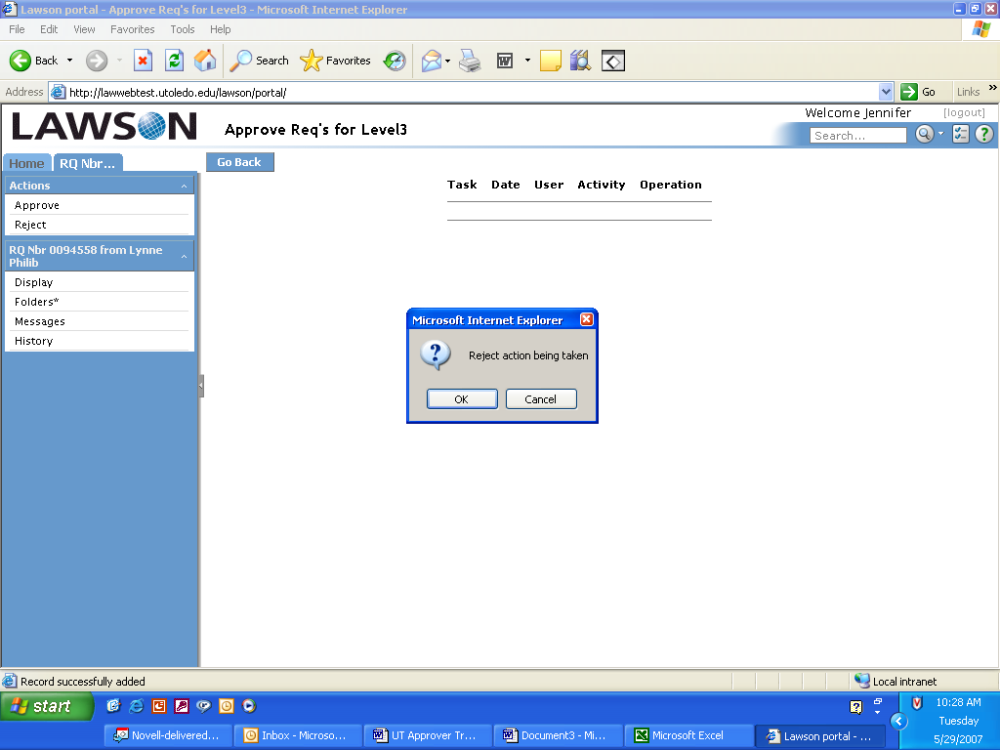 Lawson portal - Approve Req's for Level3 - Microsoft Internet Explorer
File Edit View Favorites Tools Help
Back Search Favorites
Address http://lawwebtest.utoledo.edu/lawson/portal/ Go Links »
LAWSON Approve Req's for Level3 Welcome Jennifer [logout]
Search...
Home RQ Nbr... Go Back
Actions
Task Date User Activity Operation
Approve
Reject
RQ Nbr 0094558 from Lynne
Philib
Display
Folders*
Messages
History
Microsoft Internet Explorer
Reject action being taken
OK Cancel
Record successfully added Local intranet
start 10:28 AM
Tuesday
5/29/2007
Novell-delivered... Inbox - Microso... UT Approver Tr... Document3 - Mi... Microsoft Excel Lawson portal - ...